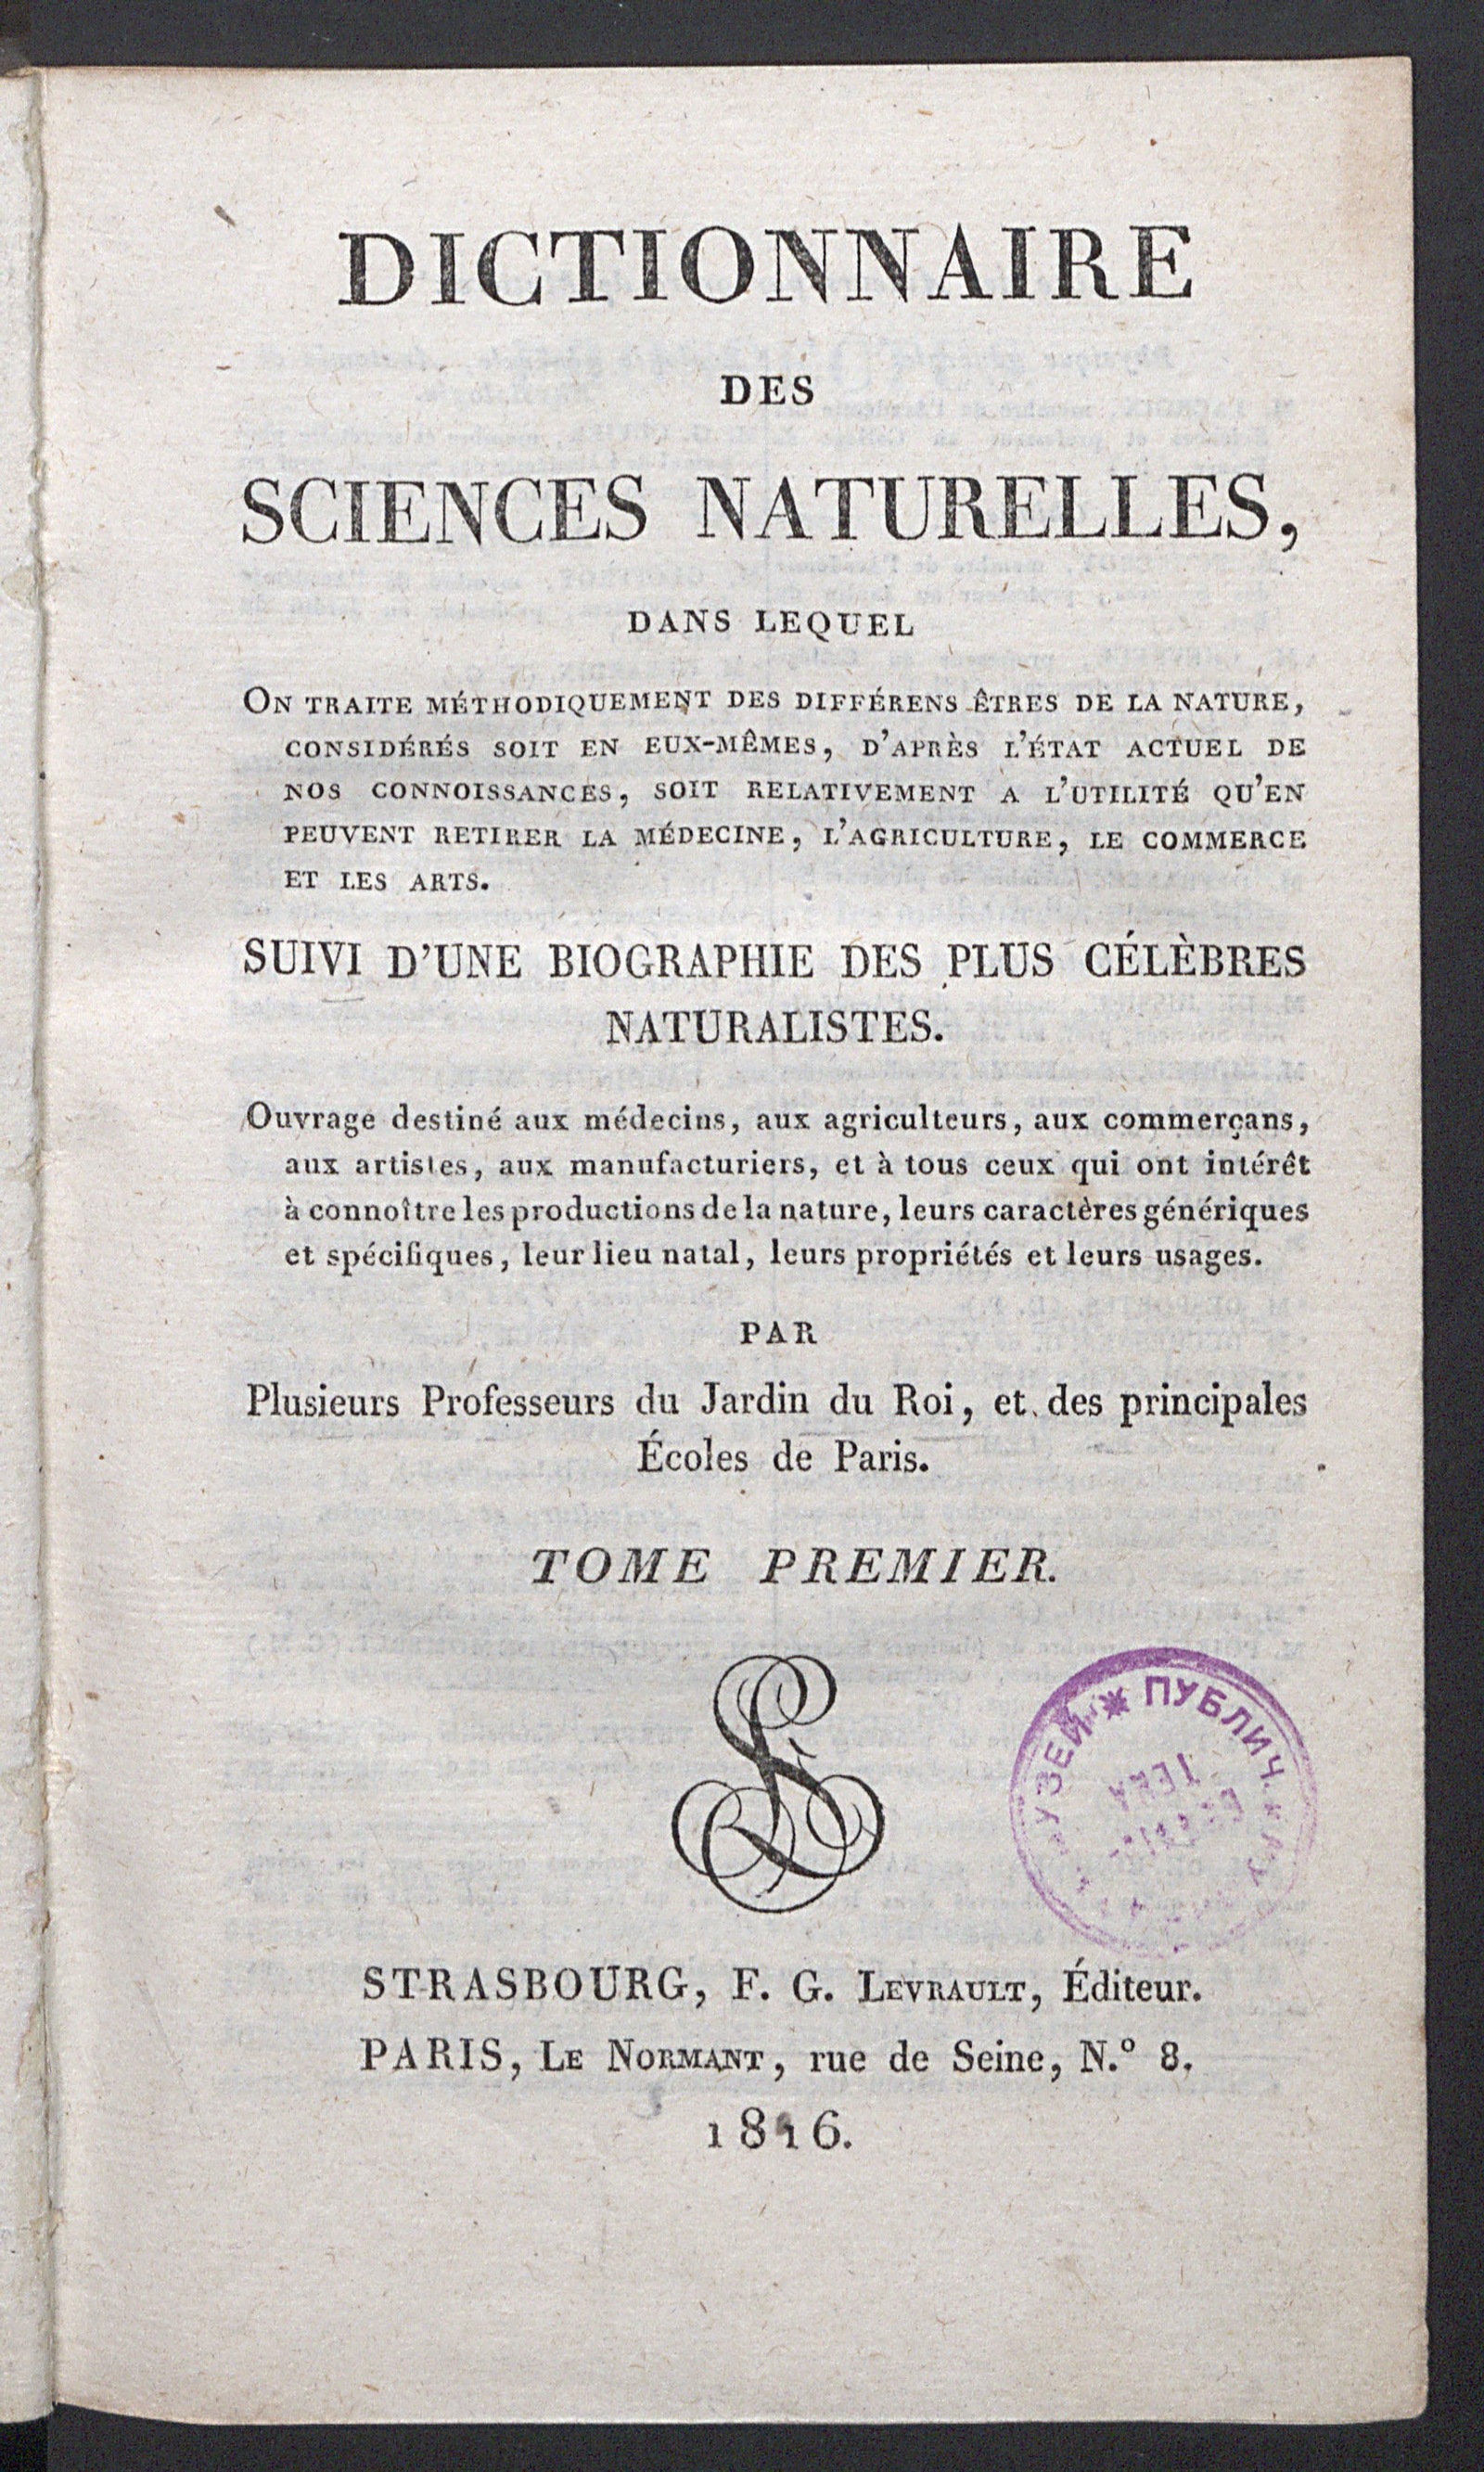 DICTIONNAIRE
DES
SCIENCES NATURELLES,
DANS LEQUEL
ON TRAITE MÉTHODIQUEMENT DES DIFFÉRENS ÊTRES DE LA NATURE,
CONSIDÉRÉS SOIT EN EUX-MÊMES, D'APRÈS L'ÉTAT ACTUEL DE
NOS CONNOISSANCES, SOIT RELATIVEMENT A L'UTILITÉ QU'EN
PEUVENT RETIRER LA MÉDECINE, L'AGRICULTURE, LE COMMERCE
ET LES ARTS.
SUIVI D'UNE BIOGRAPHIE DES PLUS CÉLÈBRES
NATURALISTES.
Ouvrage destiné aux médecins, aux agriculteurs, aux commerçans,
aux artistes, aux manufacturiers, et à tous ceux qui ont intérêt
à connoître les productions de la nature, leurs caractères génériques
et spécifiques, leur lieu natal, leurs propriétés et leurs usages.
PAR
Plusieurs Professeurs du Jardin du Roi, et des principales
Écoles de Paris.
TOME PREMIER.
ПУБЛИЧ.
STRASBOURG, F. G. LEVRAULT, Éditeur.
PARIS, LE NORMANT, rue de Seine, N.º 8.
1816.